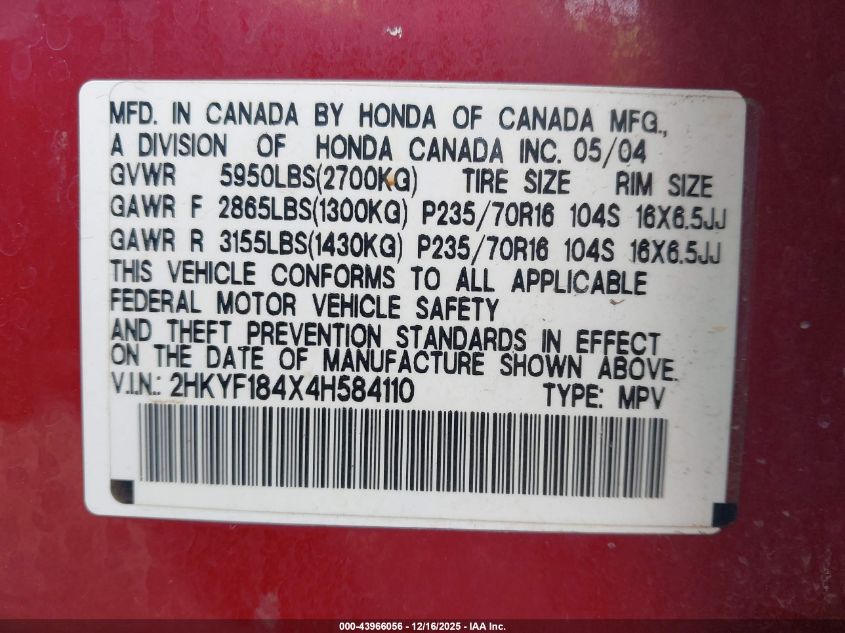 MFD. IN CANADA BY HONDA OF CANADA MFG.,
A DIVISION OF HONDA CANADA INC. 05/04
GVWR 5950LBS(2700KG) TIRE SIZE RIM SIZE
GAWR F 2865LBS(1300KG) P235/70R16 104S 16X6.5JJ
GAWR R 3155LBS(1430KG) P235/70R16 104S 16X6.5JJ
THIS VEHICLE CONFORMS TO ALL APPLICABLE
FEDERAL MOTOR VEHICLE SAFETY
AND THEFT PREVENTION STANDARDS IN EFFECT
ON THE DATE OF MANUFACTURE SHOWN ABOVE.
V.I.N.: 2HKYF184X4H584110 TYPE: MPV
000-43966056 - 12/16/2025 - IAA Inc.